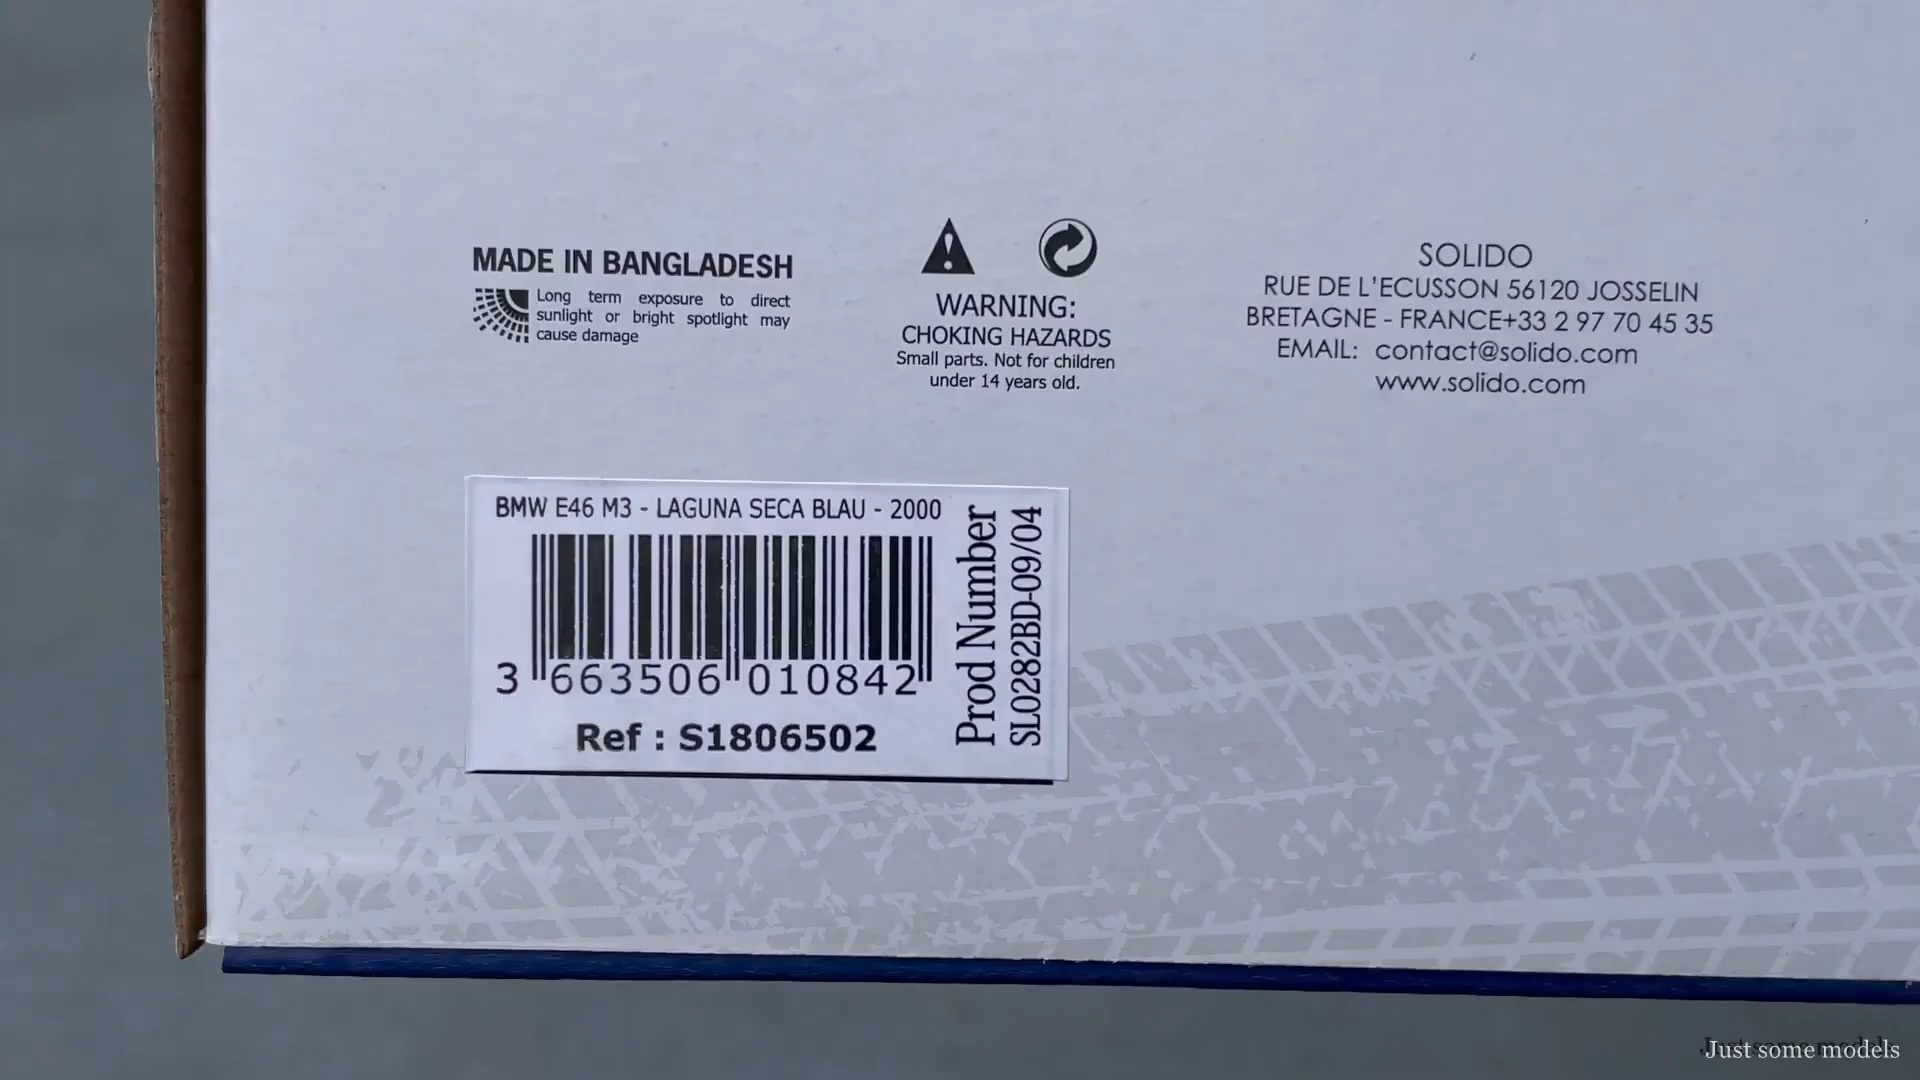 MADE IN BANGLADESH
Long term exposure to direct
sunlight or bright spotlight may
cause damage
WARNING:
CHOKING HAZARDS
Small parts. Not for children
under 14 years old.
SOLIDO
RUE DE L'ECUSSON 56120 JOSSELIN
BRETAGNE - FRANCE+33 2 97 70 45 35
EMAIL: contact@solido.com
www.solido.com
BMW E46 M3 - LAGUNA SECA BLAU - 2000
3 663506 010842
Ref : S1806502
Prod Number
SL0282BD-09/04
Just some models